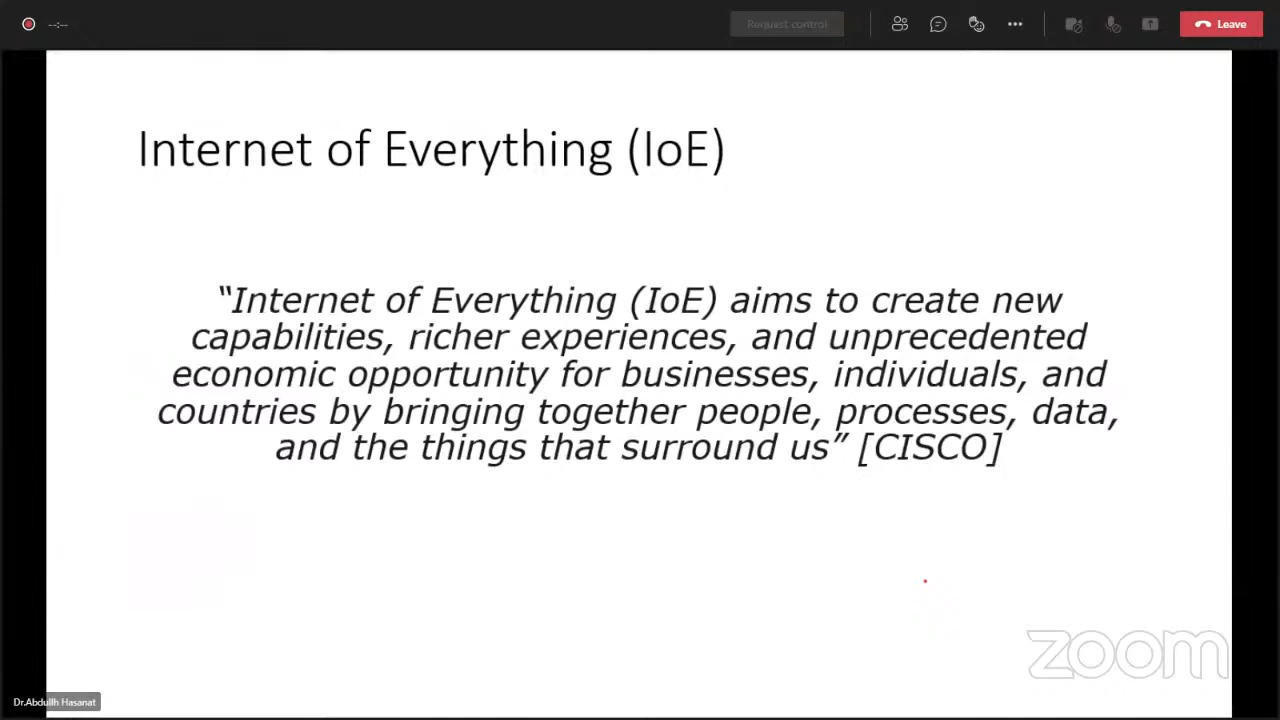 --:--
Request control
Leave
Internet of Everything (IoE)
“Internet of Everything (IoE) aims to create new
capabilities, richer experiences, and unprecedented
economic opportunity for businesses, individuals, and
countries by bringing together people, processes, data,
and the things that surround us” [CISCO]
zoom
Dr.Abdullh Hasanat